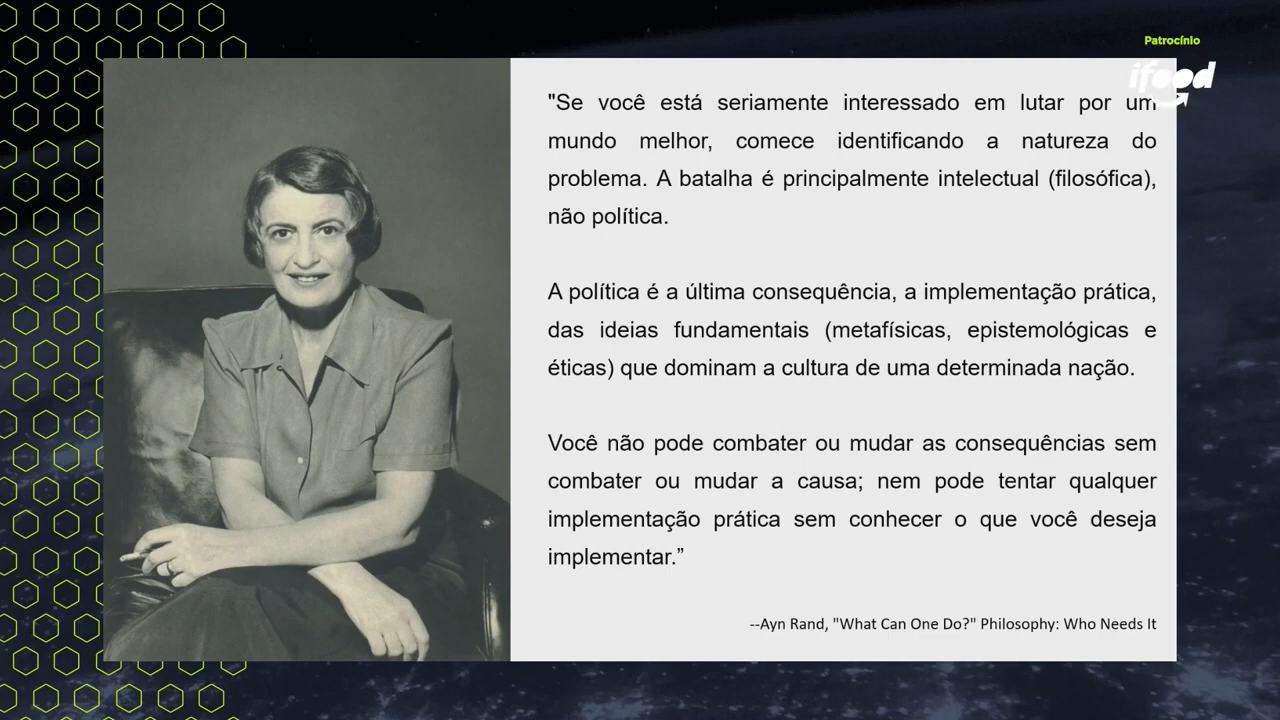 Patrocínio
ifood
"Se você está seriamente interessado em lutar por um
mundo melhor, comece identificando a natureza do
problema. A batalha é principalmente intelectual (filosófica),
não política.
A política é a última consequência, a implementação prática,
das ideias fundamentais (metafísicas, epistemológicas e
éticas) que dominam a cultura de uma determinada nação.
Você não pode combater ou mudar as consequências sem
combater ou mudar a causa; nem pode tentar qualquer
implementação prática sem conhecer o que você deseja
implementar.”
--Ayn Rand, "What Can One Do?" Philosophy: Who Needs It